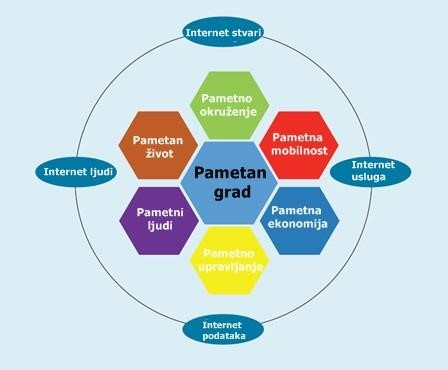 Internet stvari
Pametno
okruženje
Pametan
život
Pametna
mobilnost
Internet ljudi
Pametan
grad
Internet
usluga
Pametni
ljudi
Pametna
ekonomija
Pametno
upravljanje
Internet
podataka